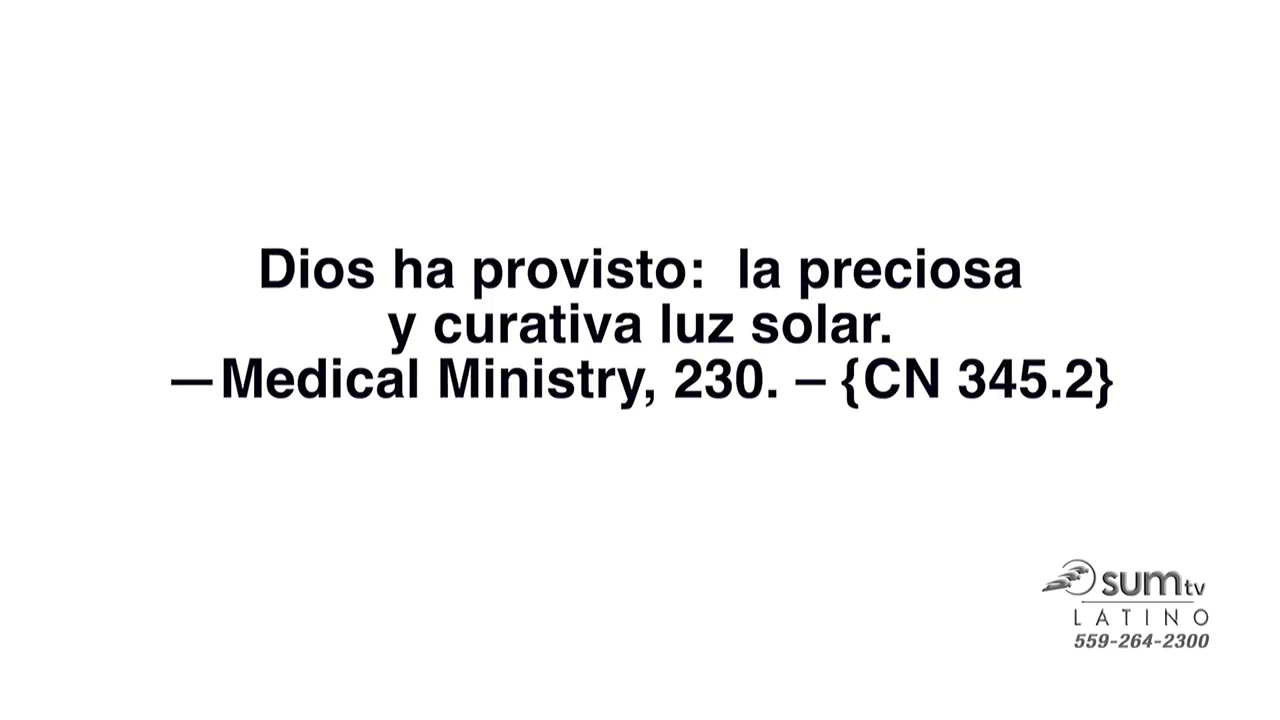 Dios ha provisto:  la preciosa
y curativa luz solar.
—Medical Ministry, 230. – {CN 345.2}
sumtv
LATINO
559-264-2300